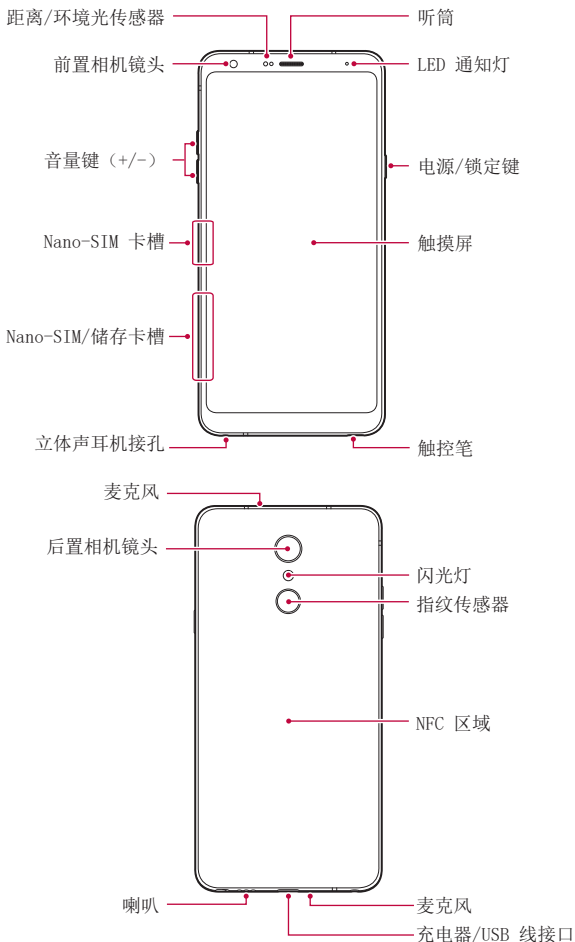 距离/环境光传感器
听筒
前置相机镜头
LED 通知灯
音量键（+/-）
电源/锁定键
Nano-SIM 卡槽
触摸屏
Nano-SIM/储存卡槽
立体声耳机接孔
触控笔
麦克风
后置相机镜头
闪光灯
指纹传感器
NFC 区域
喇叭
麦克风
充电器/USB 线接口